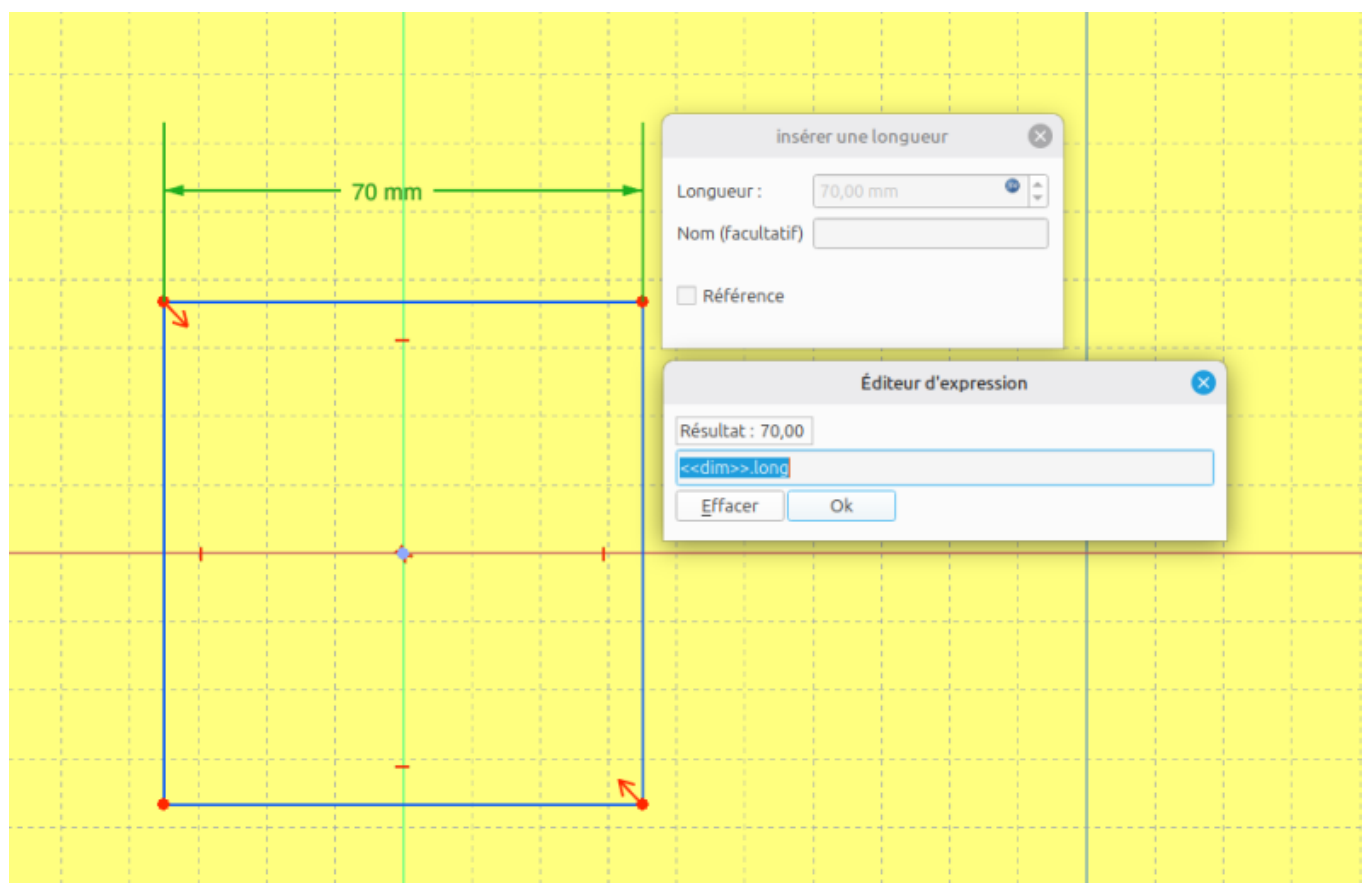 insérer une longueur
70 mm
Longueur :
70,00 mm
Nom (facultatif)
Référence
Éditeur d'expression
Résultat : 70,00
<<dim>>.long
Effacer
Ok